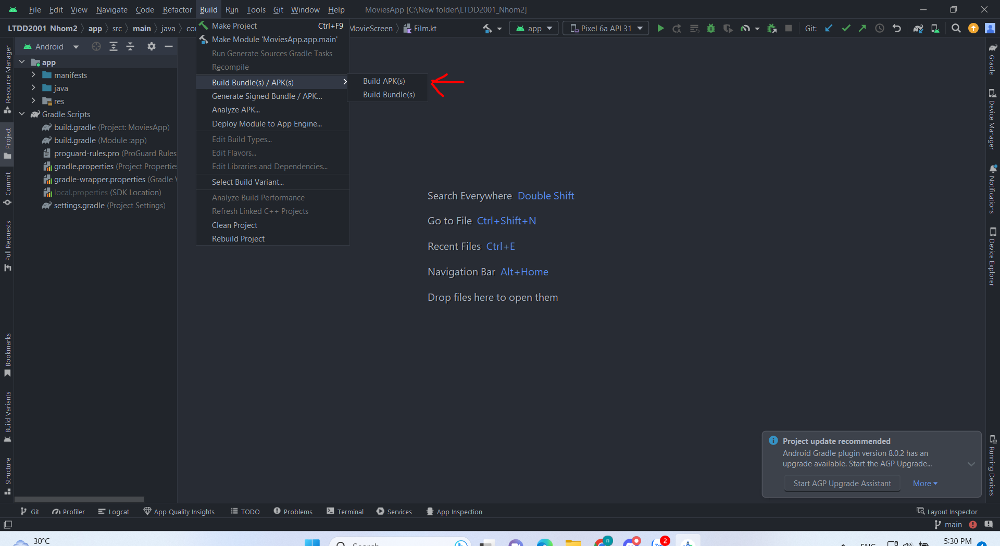 File Edit View Navigate Code Refactor Build Run Tools Git Window Help MoviesApp [C:\New folder\LTDD2001_Nhom2]
LTDD2001_Nhom2 app src main java MovieScreen Film.kt app Pixel 6a API 31 Git:
Android
app
manifests
java
res
Gradle Scripts
build.gradle (Project: MoviesApp)
build.gradle (Module :app)
proguard-rules.pro (ProGuard Rules
gradle.properties (Project Properties
gradle-wrapper.properties (Gradle
local.properties (SDK Location)
settings.gradle (Project Settings)
Resource Manager
Project
Commit
Pull Requests
Bookmarks
Build Variants
Structure
Make Project Ctrl+F9
Make Module 'MoviesApp.app.main'
Run Generate Sources Gradle Tasks
Recompile
Build Bundle(s) / APK(s)
Generate Signed Bundle / APK...
Analyze APK...
Deploy Module to App Engine...
Edit Build Types...
Edit Flavors...
Edit Libraries and Dependencies...
Select Build Variant...
Analyze Build Performance
Refresh Linked C++ Projects
Clean Project
Rebuild Project
Build APK(s)
Build Bundle(s)
Search Everywhere Double Shift
Go to File Ctrl+Shift+N
Recent Files Ctrl+E
Navigation Bar Alt+Home
Drop files here to open them
Gradle
Device Manager
Notifications
Device Explorer
Running Devices
Project update recommended
Android Gradle plugin version 8.0.2 has an
upgrade available. Start the AGP Upgrade...
Start AGP Upgrade Assistant More
Git Profiler Logcat App Quality Insights TODO Problems Terminal Services App Inspection Layout Inspector
main
30°C Search 2 ENG 5:30 PM